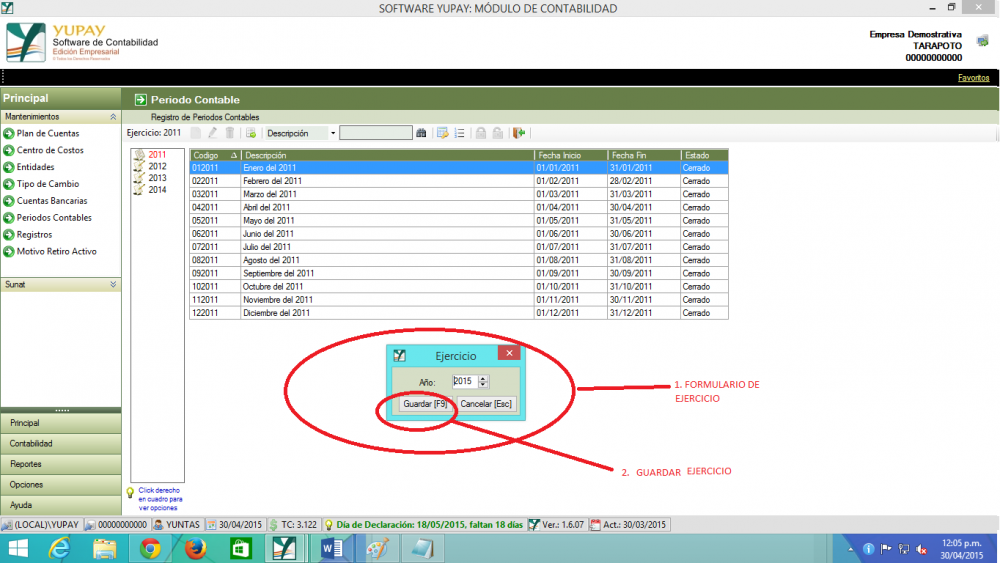 SOFTWARE YUPAY: MÓDULO DE CONTABILIDAD
YUPAY
Software de Contabilidad
Edición Empresarial
© Todos los Derechos Reservados
Empresa Demostrativa
TARAPOTO
00000000000
Favoritos
Principal
Periodo Contable
Mantenimientos
Registro de Periodos Contables
Ejercicio: 2011
Descripción
Plan de Cuentas
Centro de Costos
Entidades
Tipo de Cambio
Cuentas Bancarias
Periodos Contables
Registros
Motivo Retiro Activo
Sunat
2011
2012
2013
2014
Codigo Descripción Fecha Inicio Fecha Fin Estado
012011 Enero del 2011 01/01/2011 31/01/2011 Cerrado
022011 Febrero del 2011 01/02/2011 28/02/2011 Cerrado
032011 Marzo del 2011 01/03/2011 31/03/2011 Cerrado
042011 Abril del 2011 01/04/2011 30/04/2011 Cerrado
052011 Mayo del 2011 01/05/2011 31/05/2011 Cerrado
062011 Junio del 2011 01/06/2011 30/06/2011 Cerrado
072011 Julio del 2011 01/07/2011 31/07/2011 Cerrado
082011 Agosto del 2011 01/08/2011 31/08/2011 Cerrado
092011 Septiembre del 2011 01/09/2011 30/09/2011 Cerrado
102011 Octubre del 2011 01/10/2011 31/10/2011 Cerrado
112011 Noviembre del 2011 01/11/2011 30/11/2011 Cerrado
122011 Diciembre del 2011 01/12/2011 31/12/2011 Cerrado
Ejercicio
Año: 2015
Guardar [F9] Cancelar [Esc]
1. FORMULARIO DE
EJERCICIO
2. GUARDAR EJERCICIO
Principal
Contabilidad
Reportes
Opciones
Ayuda
Click derecho
en cuadro para
ver opciones
(LOCAL)\YUPAY 00000000000 YUNTAS 30/04/2015 TC: 3.122 Día de Declaración: 18/05/2015, faltan 18 días Ver.: 1.6.07 Act.: 30/03/2015
12:05 p.m.
30/04/2015